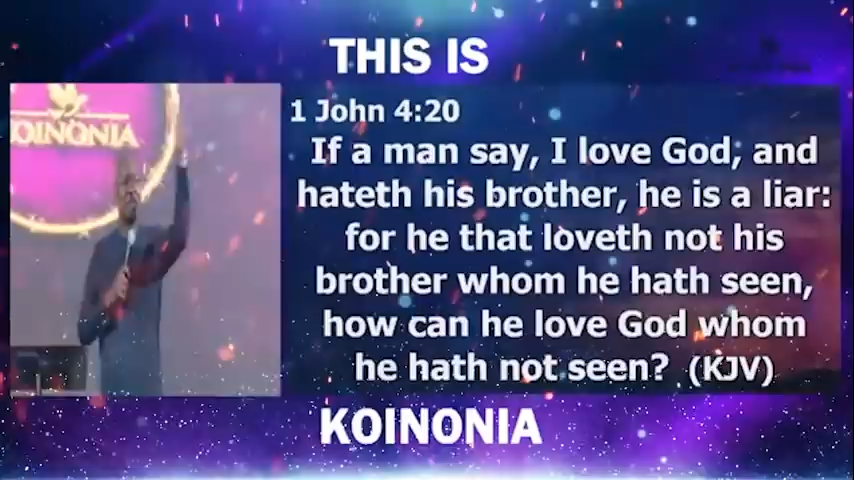 THIS IS
OINONIA
1 John 4:20
If a man say, I love God, and
hateth his brother, he is a liar:
for he that loveth not his
brother whom he hath seen,
how can he love God whom
he hath not seen? (KJV)
KOINONIA